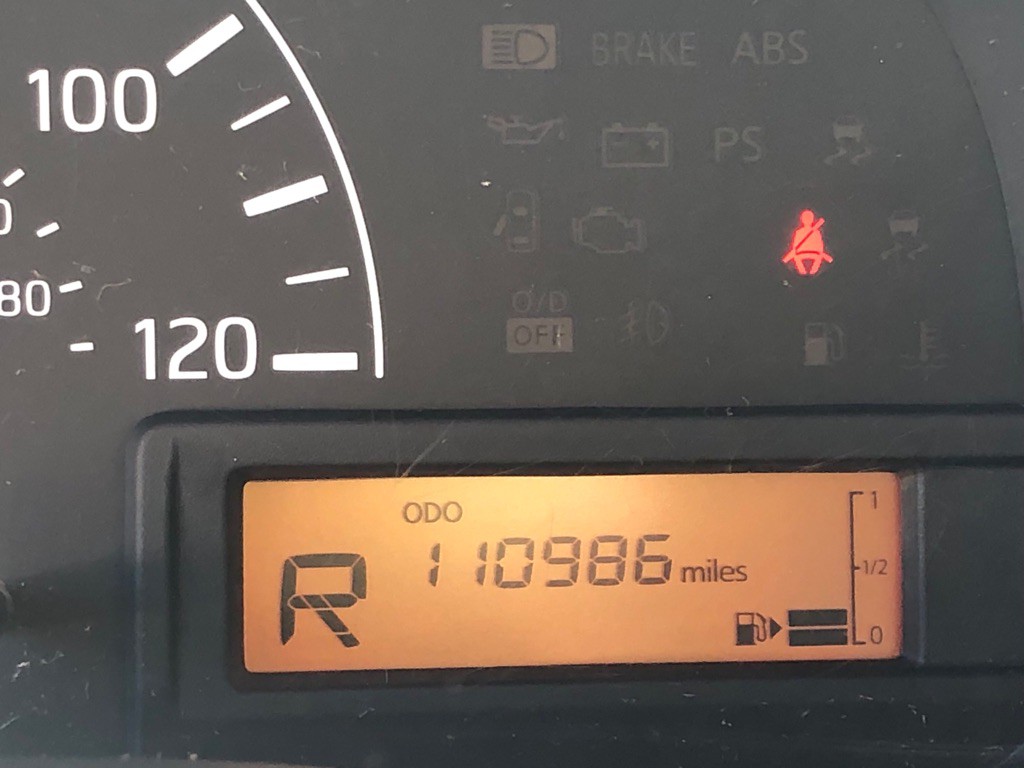 BRAKE ABS
100
PS
80
O/D
OFF
120
ODO
110986 miles
R
1
1/2
0